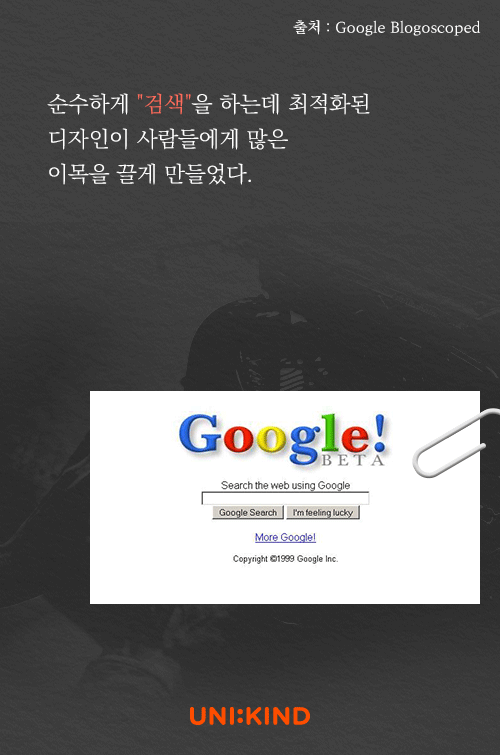 출처 : Google Blogoscoped
순수하게 "검색"을 하는데 최적화된
디자인이 사람들에게 많은
이목을 끌게 만들었다.
Google!
BETA
Search the web using Google
Google Search I'm feeling lucky
More Google!
Copyright ©1999 Google Inc.
UNI:KIND